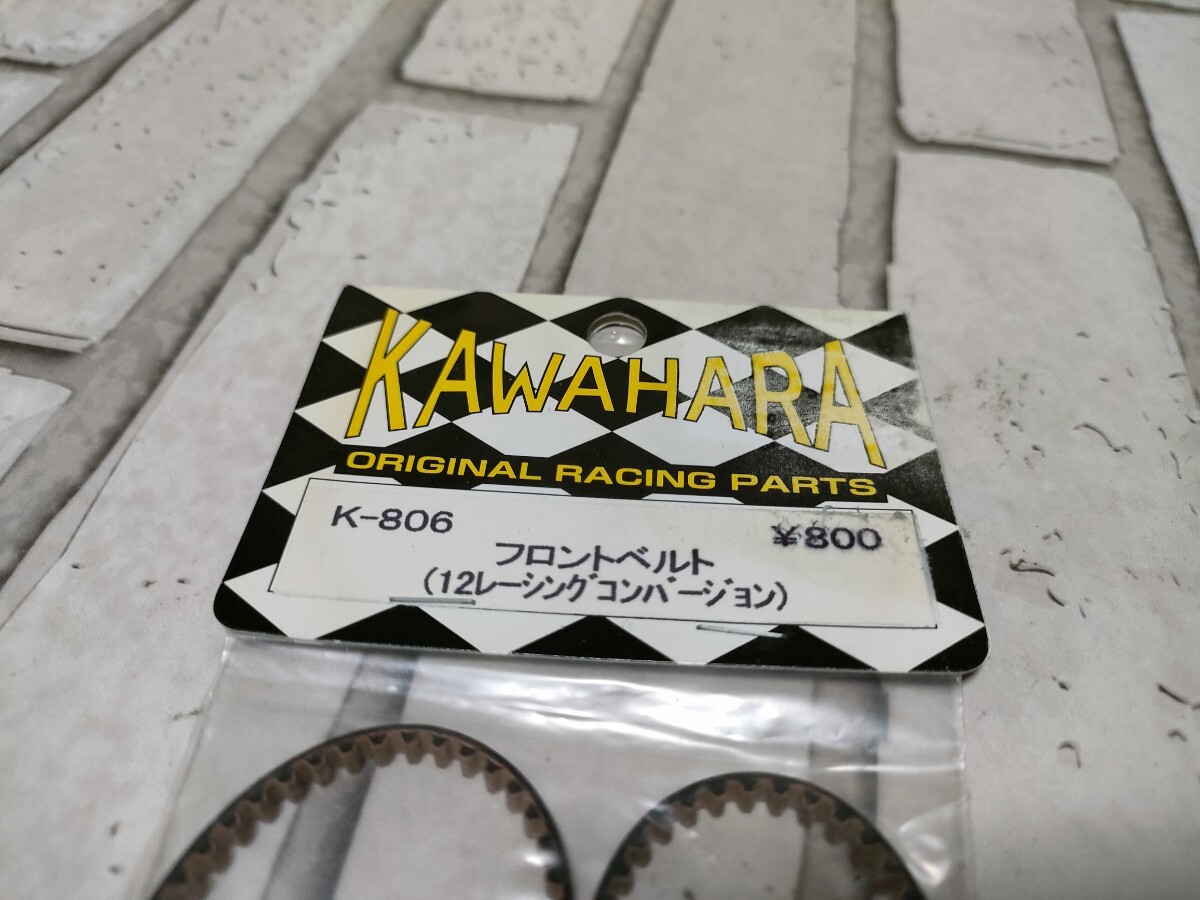 KAWAHARA
ORIGINAL RACING PARTS
K-806 ¥800
フロントベルト
(12レーシングコンバージョン)